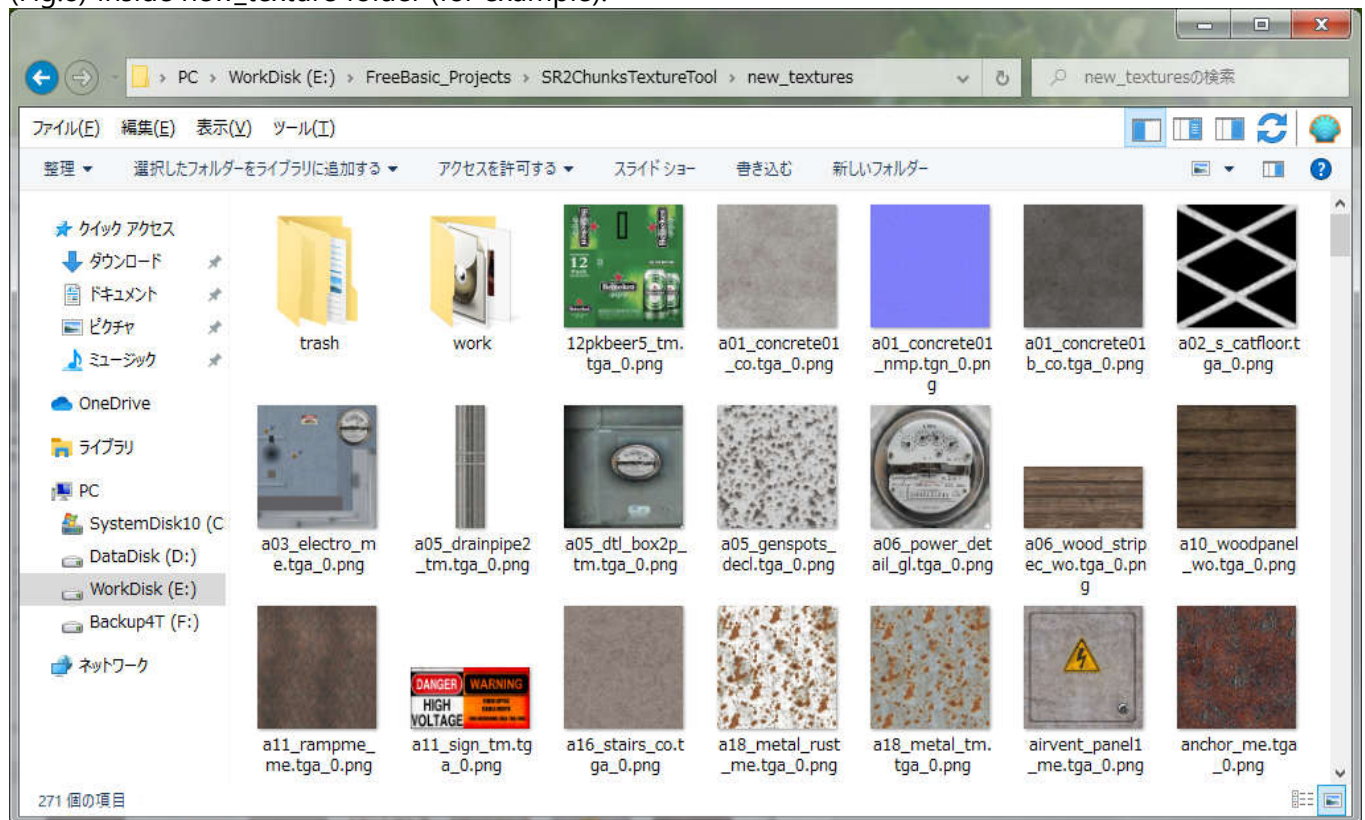 (Fig.6) Inside new_texture folder (for example).
PC › WorkDisk (E:) › FreeBasic_Projects › SR2ChunksTextureTool › new_textures
new_texturesの検索
ファイル(F) 編集(E) 表示(V) ツール(T)
整理 選択したフォルダーをライブラリに追加する アクセスを許可する スライド ショー 書き込む 新しいフォルダー
クイック アクセス
ダウンロード
ドキュメント
ピクチャ
ミュージック
OneDrive
ライブラリ
PC
SystemDisk10 (C
DataDisk (D:)
WorkDisk (E:)
Backup4T (F:)
ネットワーク
trash
work
12
Heineken
12pkbeer5_tm.
tga_0.png
a01_concrete01
_co.tga_0.png
a01_concrete01
_nmp.tgn_0.pn
g
a01_concrete01
b_co.tga_0.png
a02_s_catfloor.t
ga_0.png
a03_electro_m
e.tga_0.png
a05_drainpipe2
_tm.tga_0.png
a05_dtl_box2p_
tm.tga_0.png
a05_genspots_
decl.tga_0.png
a06_power_det
ail_gl.tga_0.png
a06_wood_strip
ec_wo.tga_0.pn
g
a10_woodpanel
_wo.tga_0.png
a11_rampme_
me.tga_0.png
DANGER
HIGH
VOLTAGE
WARNING
a11_sign_tm.tg
a_0.png
a16_stairs_co.t
ga_0.png
a18_metal_rust
_me.tga_0.png
a18_metal_tm.
tga_0.png
airvent_panel1
_me.tga_0.png
anchor_me.tga
_0.png
271 個の項目